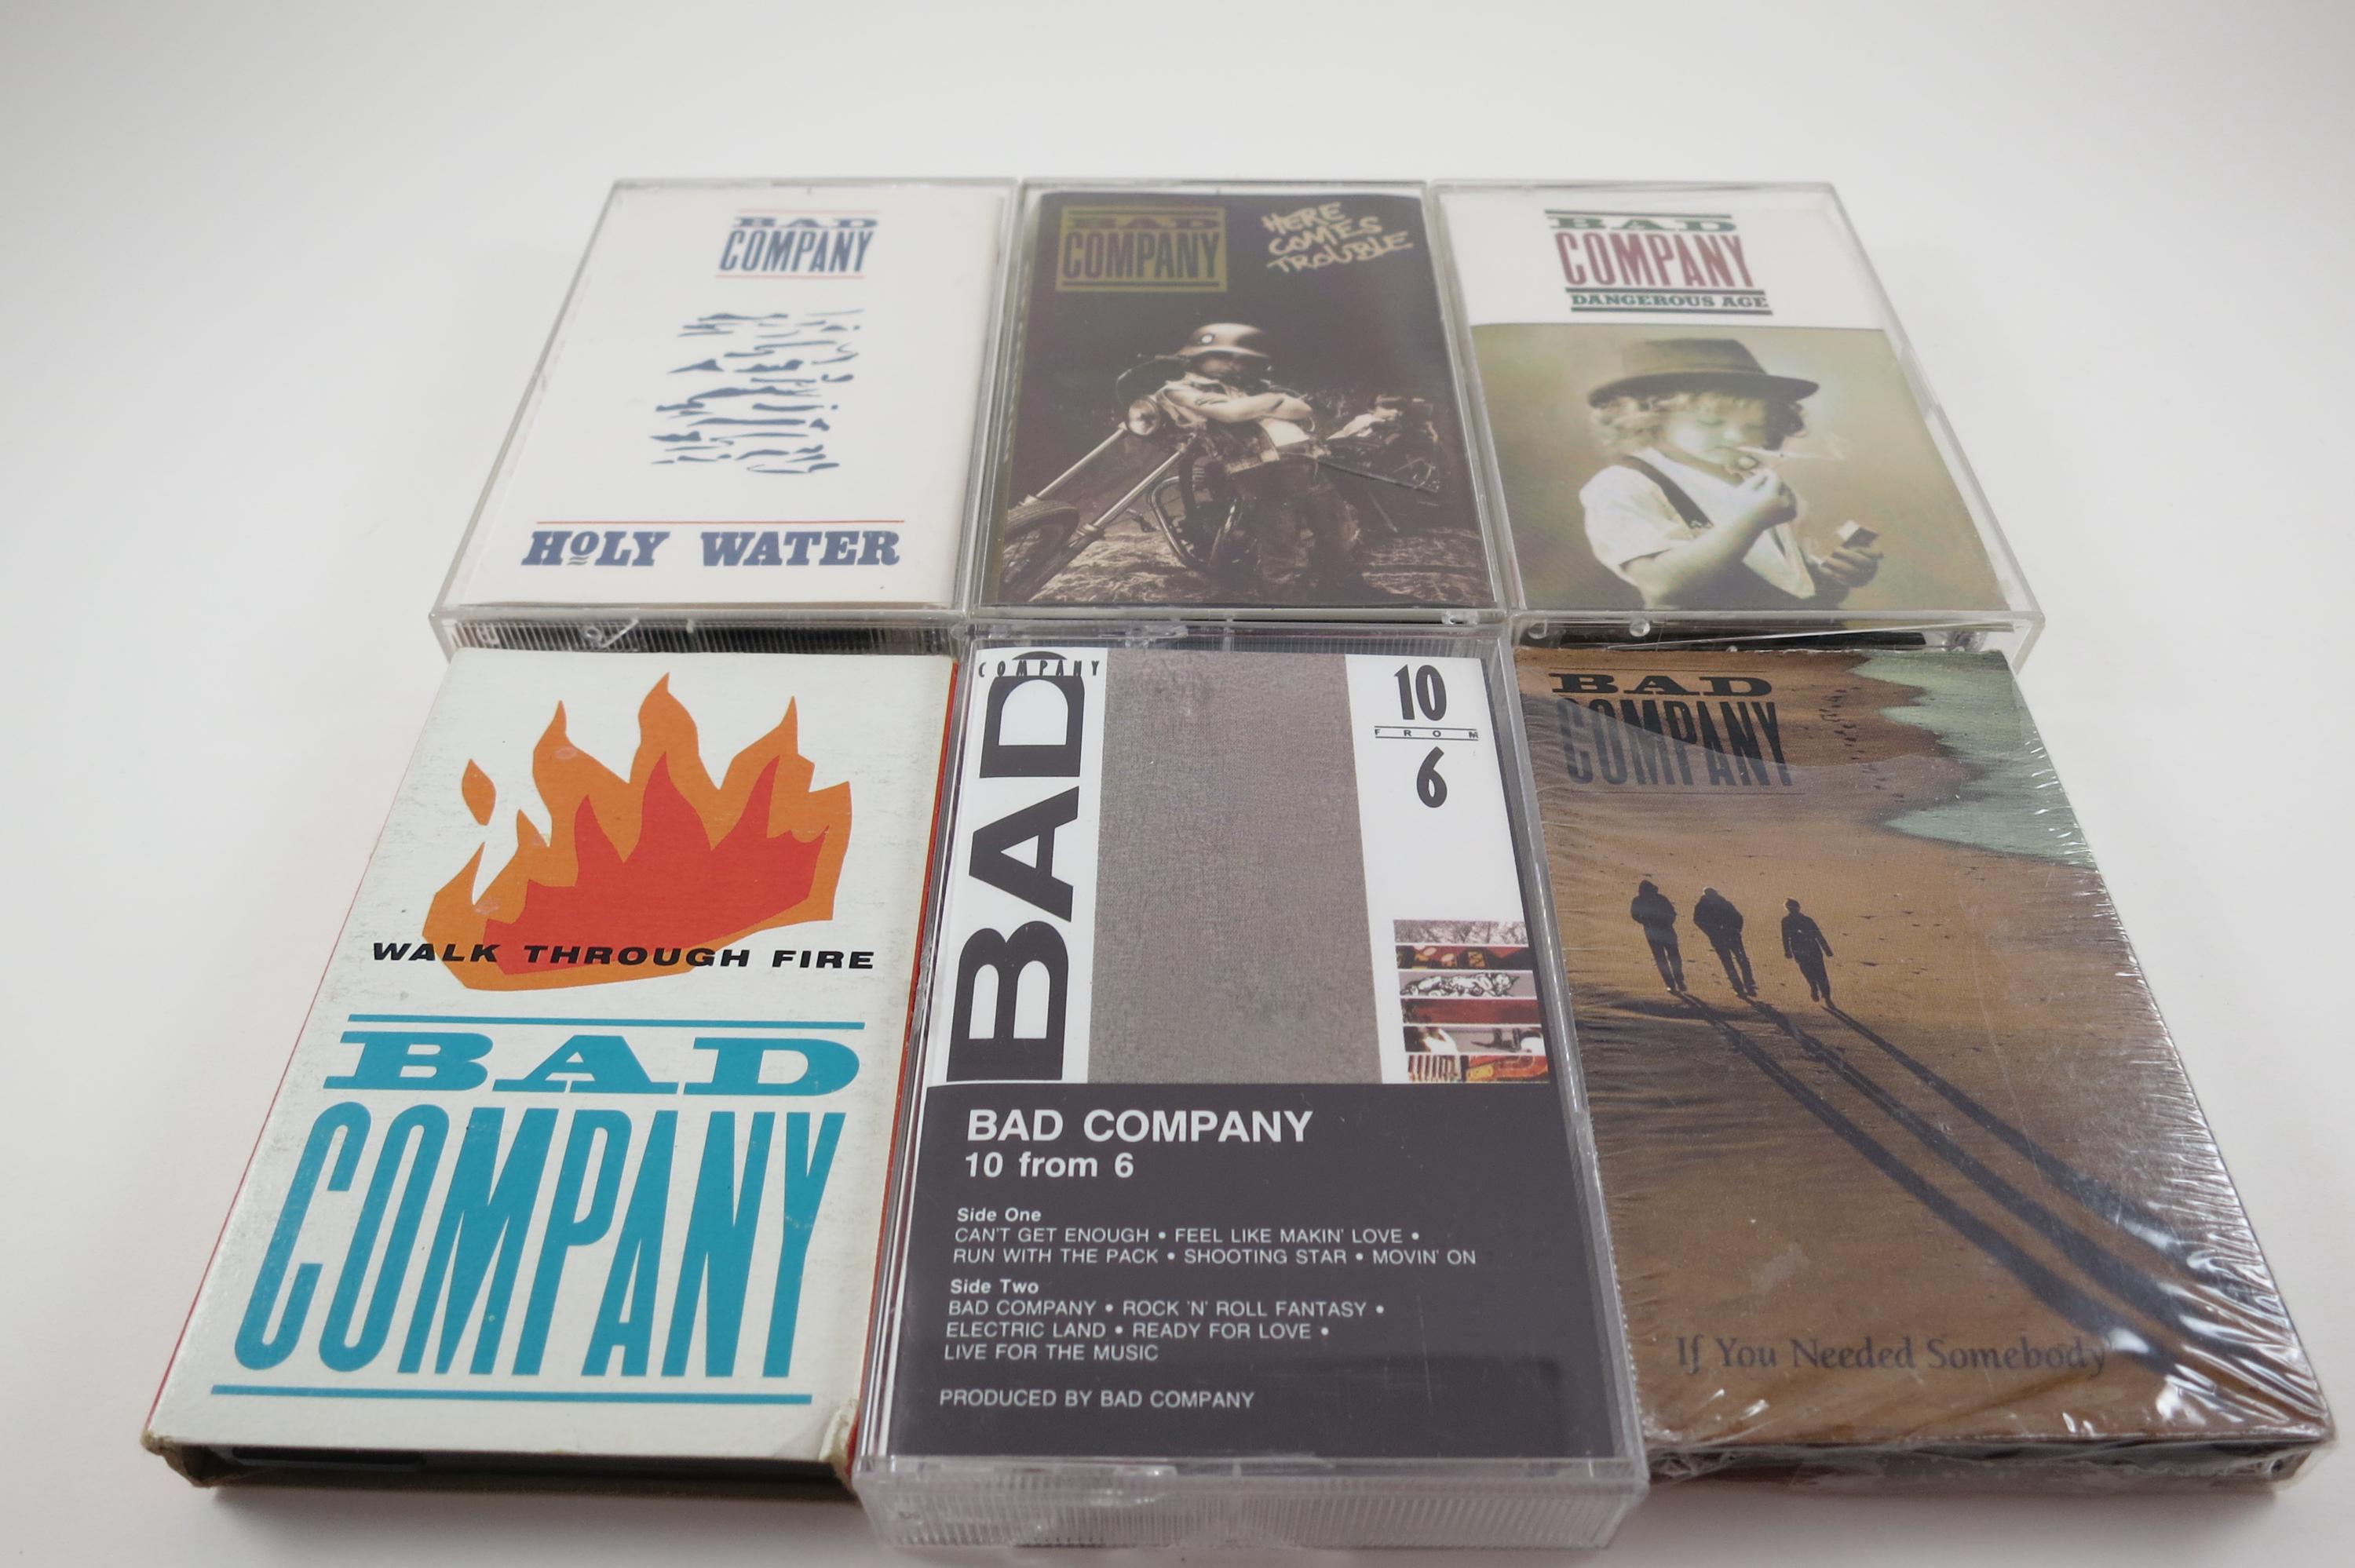 BAD
COMPANY
HOLY WATER
BAD
COMPANY
HERE
COMES
TROUBLE
BAD
COMPANY
DANGEROUS AGE
WALK THROUGH FIRE
BAD
COMPANY
COMPANY
BAD
10
FROM
6
BAD COMPANY
10 from 6
Side One
CAN'T GET ENOUGH • FEEL LIKE MAKIN' LOVE •
RUN WITH THE PACK • SHOOTING STAR • MOVIN' ON
Side Two
BAD COMPANY • ROCK 'N' ROLL FANTASY •
ELECTRIC LAND • READY FOR LOVE •
LIVE FOR THE MUSIC
PRODUCED BY BAD COMPANY
BAD
COMPANY
If You Needed Somebody